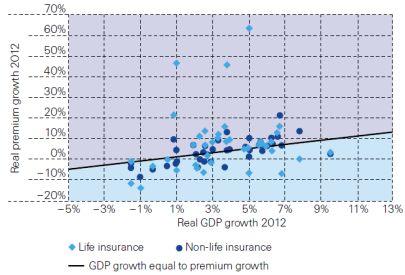 70%
60%
50%
40%
30%
20%
10%
0%
−10%
−20%
Real premium growth 2012
−5% −3% −1% 1% 3% 5% 7% 9% 11% 13%
Real GDP growth 2012
Life insurance Non-life insurance
GDP growth equal to premium growth